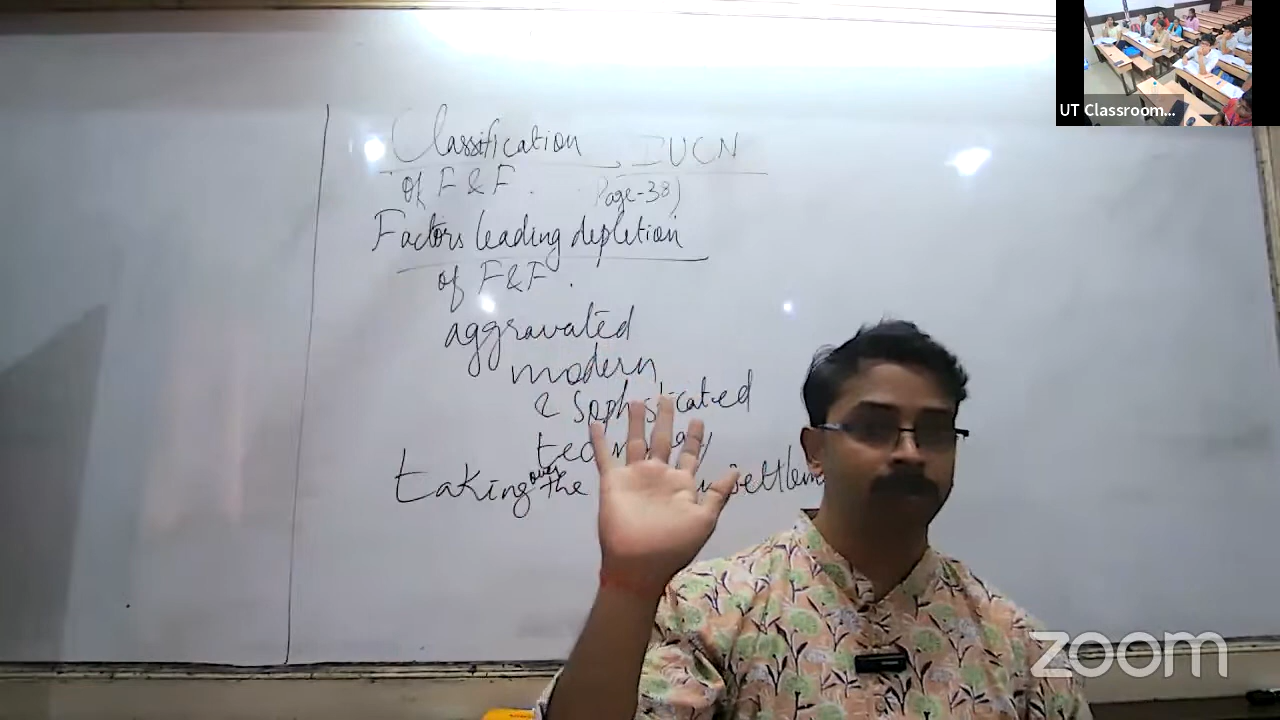 Classification → IUCN
of F & F. Page-38)
Factors leading depletion
of F & F.
aggravated
modern
& Sophisticated
taking over the
UT Classroom...
zoom